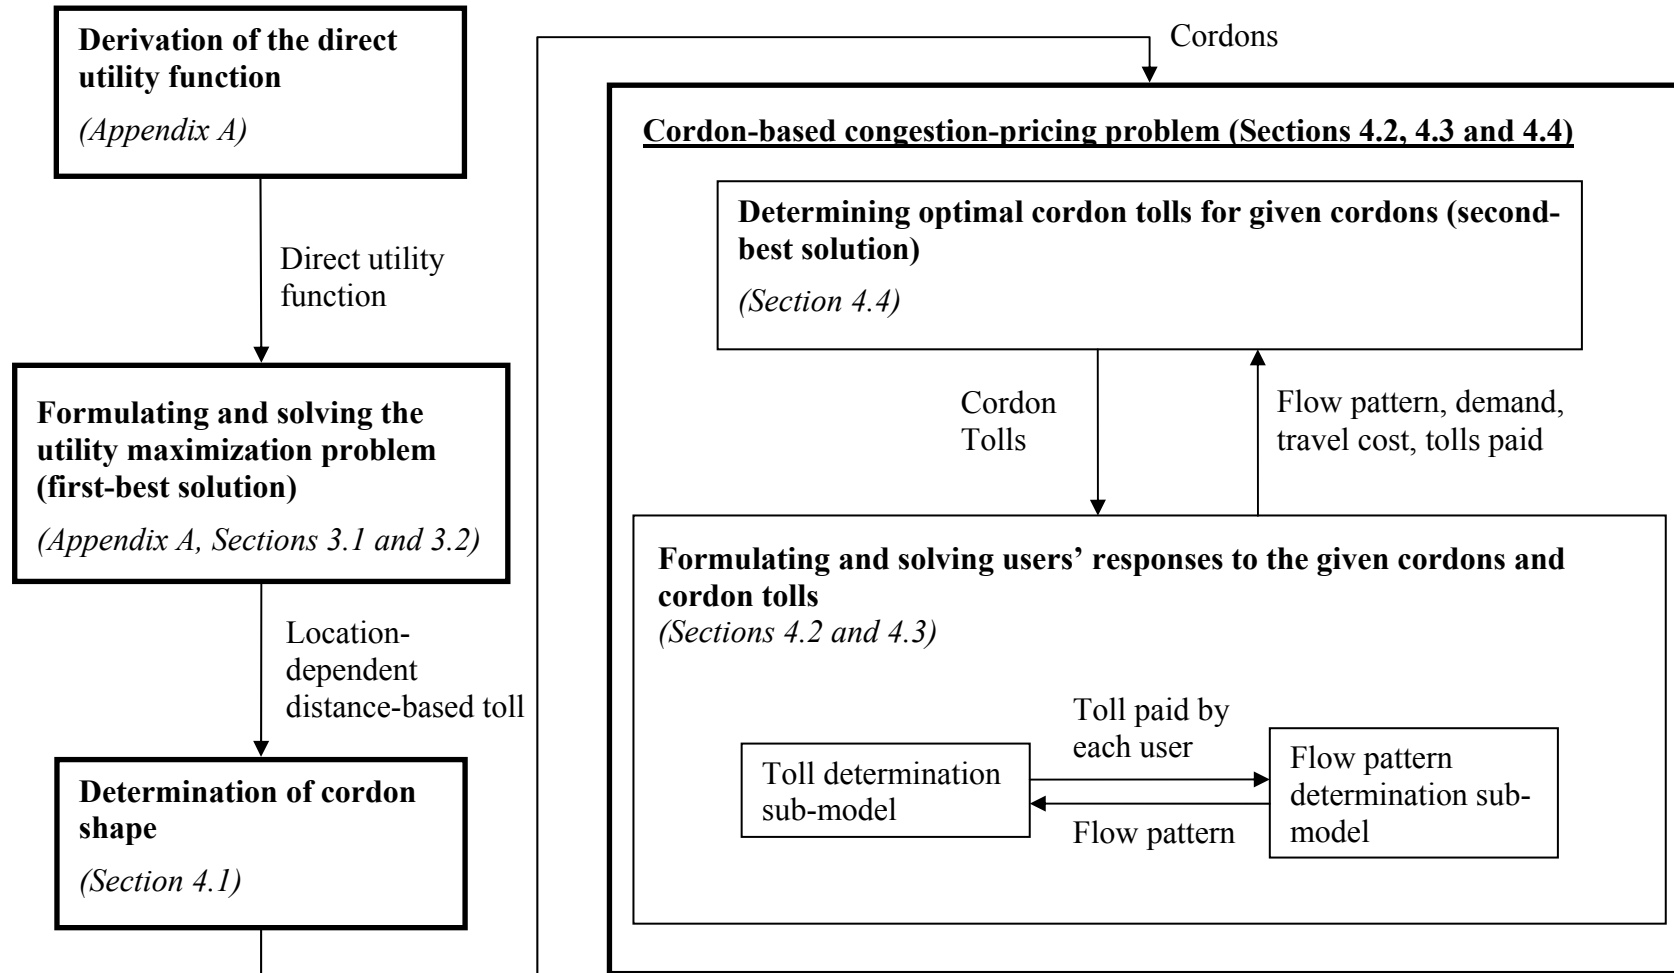 Derivation of the direct
utility function
(Appendix A)
Direct utility
function
Formulating and solving the
utility maximization problem
(first-best solution)
(Appendix A, Sections 3.1 and 3.2)
Location-
dependent
distance-based toll
Determination of cordon
shape
(Section 4.1)
Cordons
Cordon-based congestion-pricing problem (Sections 4.2, 4.3 and 4.4)
Determining optimal cordon tolls for given cordons (second-
best solution)
(Section 4.4)
Cordon
Tolls
Flow pattern, demand,
travel cost, tolls paid
Formulating and solving users’ responses to the given cordons and
cordon tolls
(Sections 4.2 and 4.3)
Toll determination
sub-model
Toll paid by
each user
Flow pattern
Flow pattern
determination sub-
model